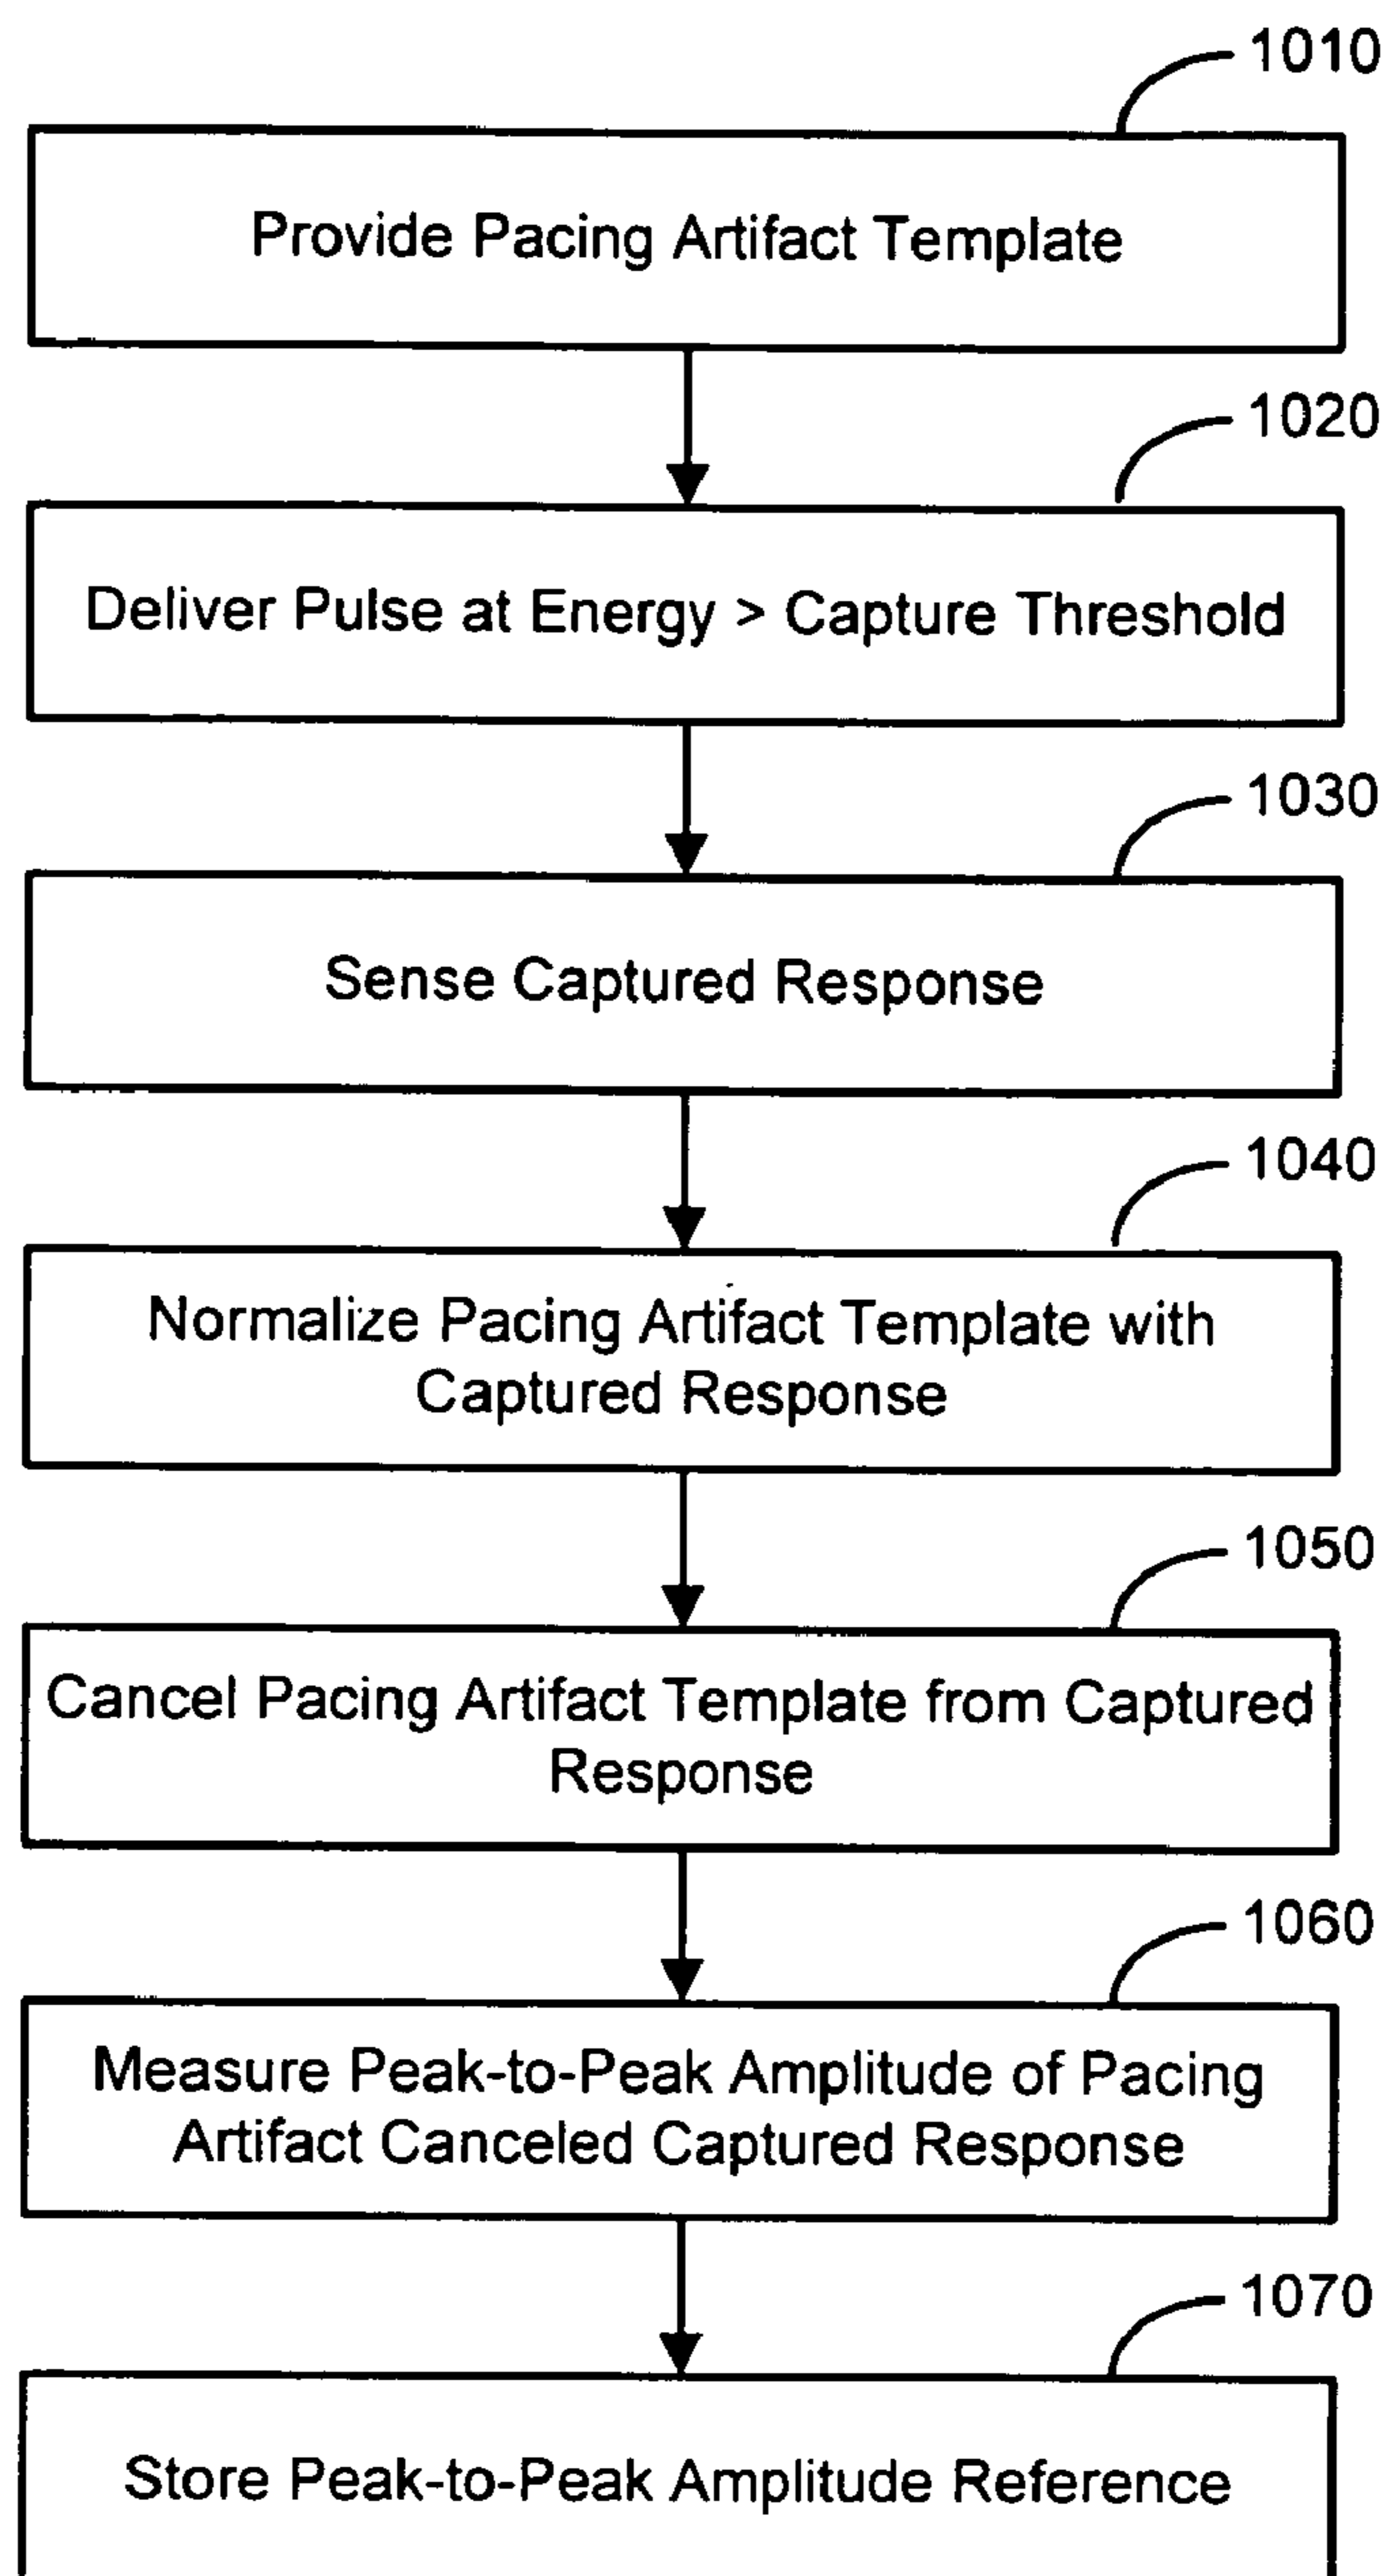 1010
Provide Pacing Artifact Template
1020
Deliver Pulse at Energy > Capture Threshold
1030
Sense Captured Response
1040
Normalize Pacing Artifact Template with
Captured Response
1050
Cancel Pacing Artifact Template from Captured
Response
1060
Measure Peak-to-Peak Amplitude of Pacing
Artifact Canceled Captured Response
1070
Store Peak-to-Peak Amplitude Reference